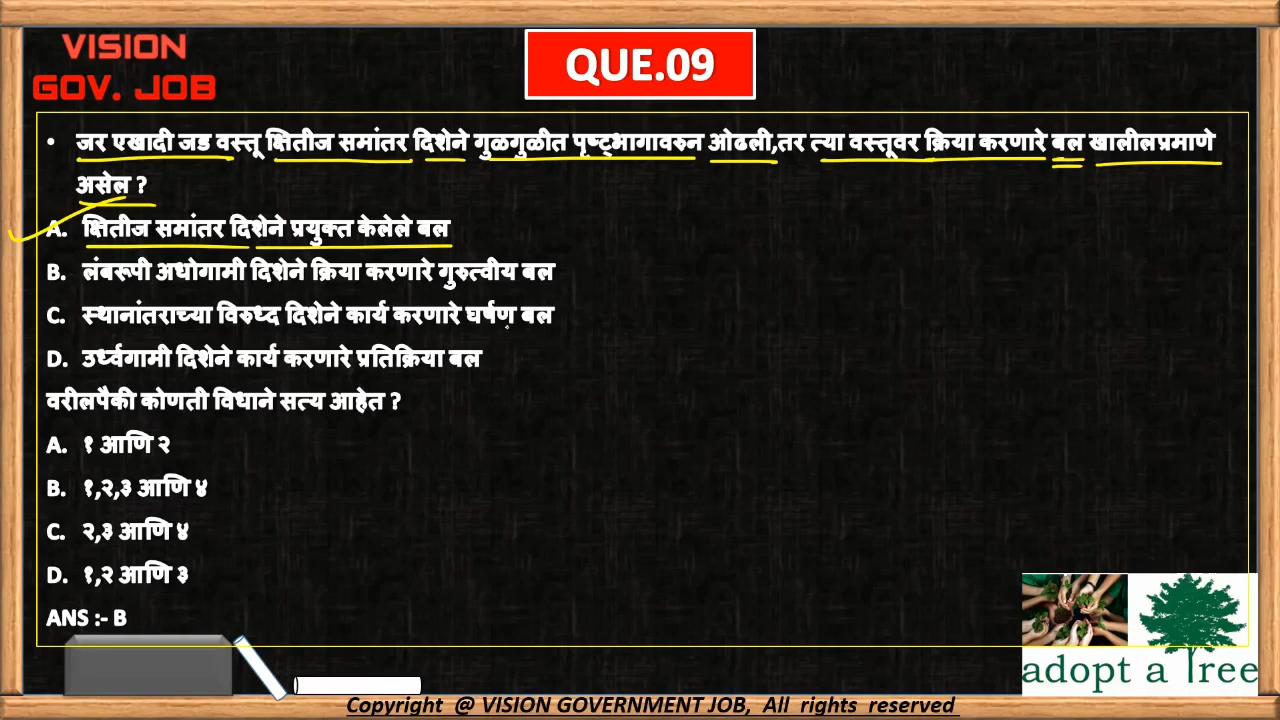 VISION
GOV. JOB
QUE.09
• जर एखादी जड वस्तू क्षितीज समांतर दिशेने गुळगुळीत पृष्ट्भागावरुन ओढली,तर त्या वस्तूवर क्रिया करणारे बल खालीलप्रमाणे
असेल ?
A. क्षितीज समांतर दिशेने प्रयुक्त केलेले बल
B. लंबरूपी अधोगामी दिशेने क्रिया करणारे गुरुत्वीय बल
C. स्थानांतराच्या विरुध्द दिशेने कार्य करणारे घर्षण बल
D. उर्ध्वगामी दिशेने कार्य करणारे प्रतिक्रिया बल
वरीलपैकी कोणती विधाने सत्य आहेत ?
A. १ आणि २
B. १,२,३ आणि ४
C. २,३ आणि ४
D. १,२ आणि ३
ANS :- B
adopt a Tree
Copyright @ VISION GOVERNMENT JOB, All rights reserved